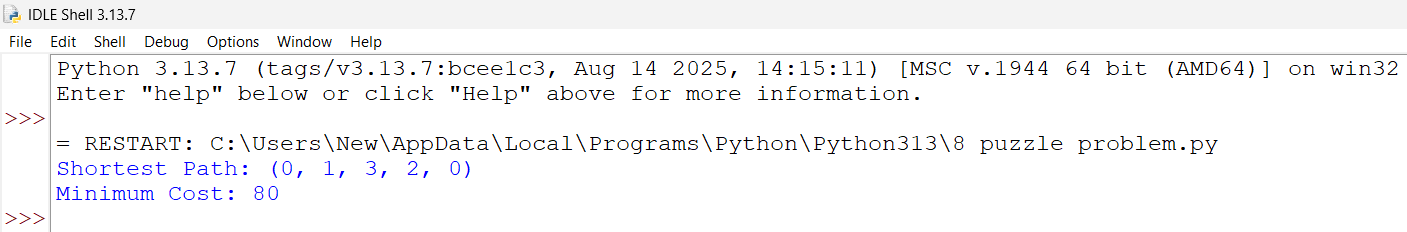 IDLE Shell 3.13.7
File Edit Shell Debug Options Window Help
Python 3.13.7 (tags/v3.13.7:bcee1c3, Aug 14 2025, 14:15:11) [MSC v.1944 64 bit (AMD64)] on win32
Enter "help" below or click "Help" above for more information.
>>>
= RESTART: C:\Users\New\AppData\Local\Programs\Python\Python313\8 puzzle problem.py
Shortest Path: (0, 1, 3, 2, 0)
Minimum Cost: 80
>>>